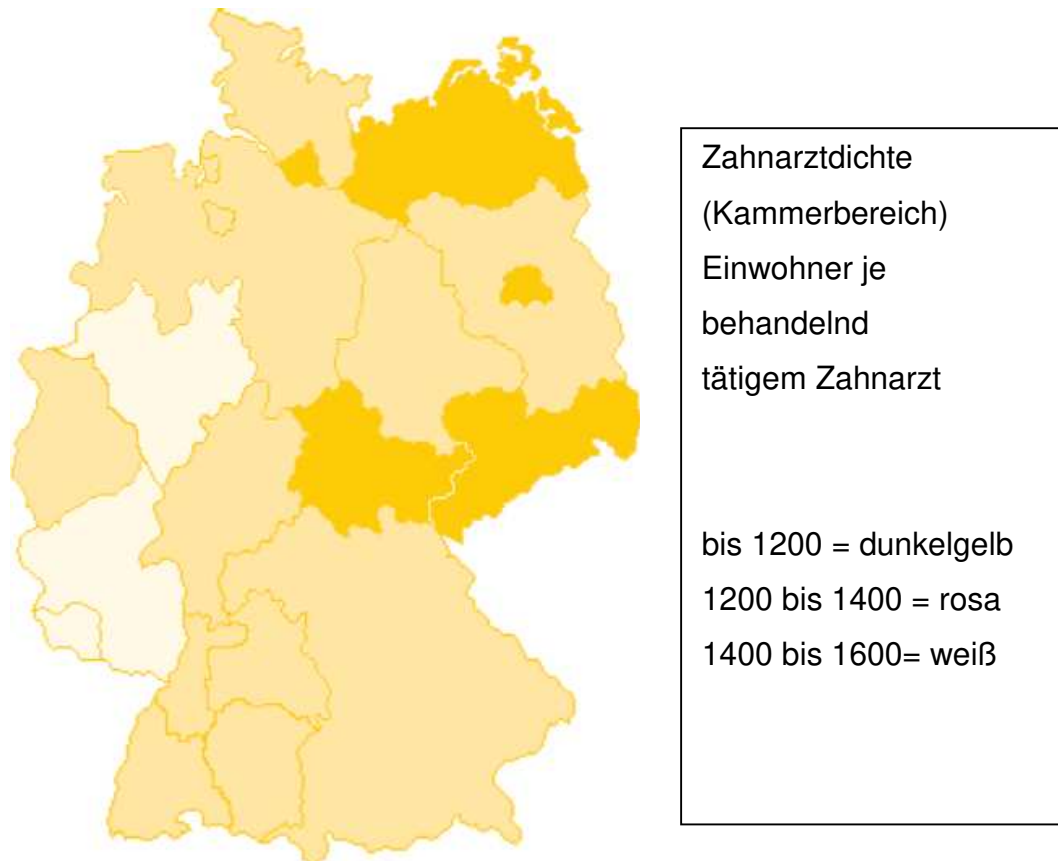 Zahnarztdichte
(Kammerbereich)
Einwohner je
behandelnd
tätigem Zahnarzt
bis 1200 = dunkelgelb
1200 bis 1400 = rosa
1400 bis 1600= weiß